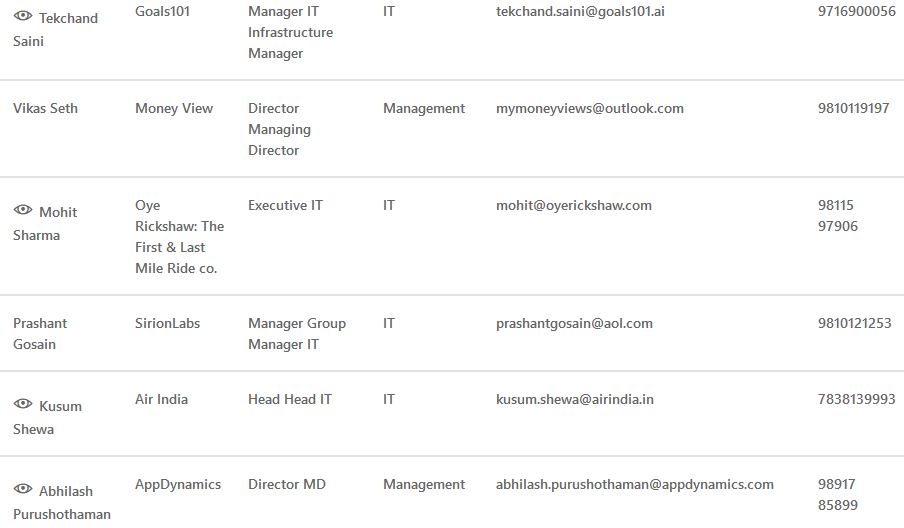 Tekchand Saini Goals101 Manager IT Infrastructure Manager IT tekchand.saini@goals101.ai 9716900056
Vikas Seth Money View Director Managing Director Management mymoneyviews@outlook.com 9810119197
Mohit Sharma Oye Rickshaw: The First & Last Mile Ride co. Executive IT IT mohit@oyerickshaw.com 98115 97906
Prashant Gosain SirionLabs Manager Group Manager IT IT prashantgosain@aol.com 9810121253
Kusum Shewa Air India Head Head IT IT kusum.shewa@airindia.in 7838139993
Abhilash Purushothaman AppDynamics Director MD Management abhilash.purushothaman@appdynamics.com 98917 85899